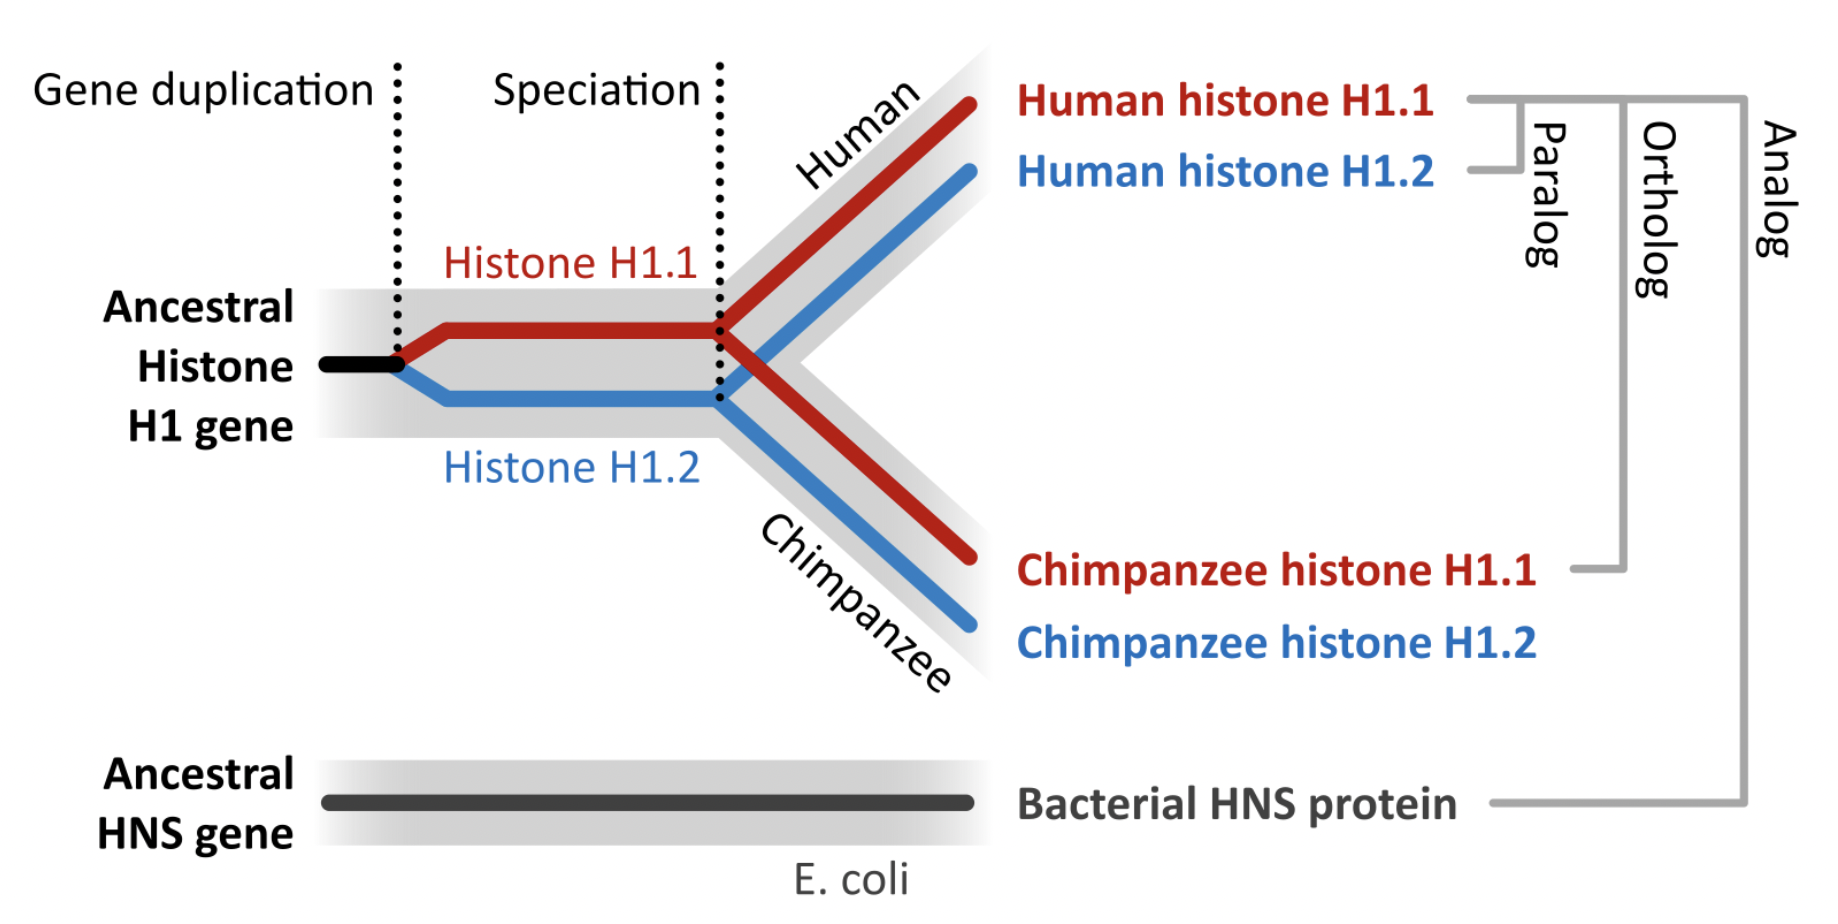 Gene duplication
Speciation
Human
Human histone H1.1
Human histone H1.2
Paralog
Ortholog
Analog
Histone H1.1
Ancestral
Histone
H1 gene
Histone H1.2
Chimpanzee
Chimpanzee histone H1.1
Chimpanzee histone H1.2
Ancestral
HNS gene
Bacterial HNS protein
E. coli